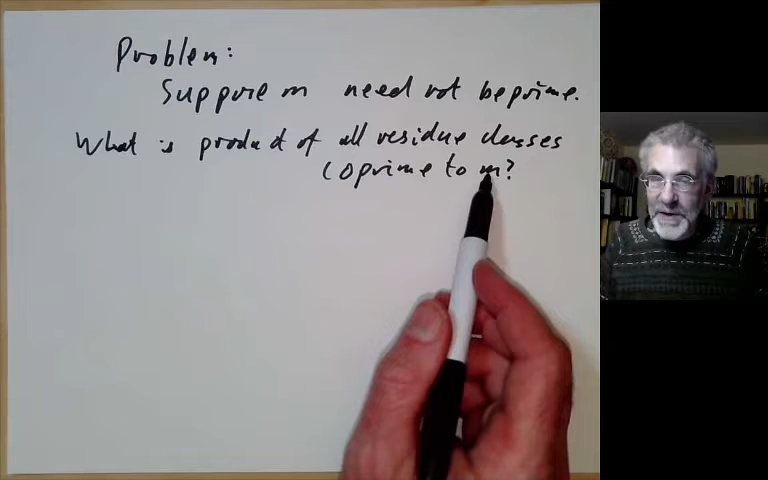 Problem:
Suppose m need not be prime.
What is product of all residue classes
coprime to m?